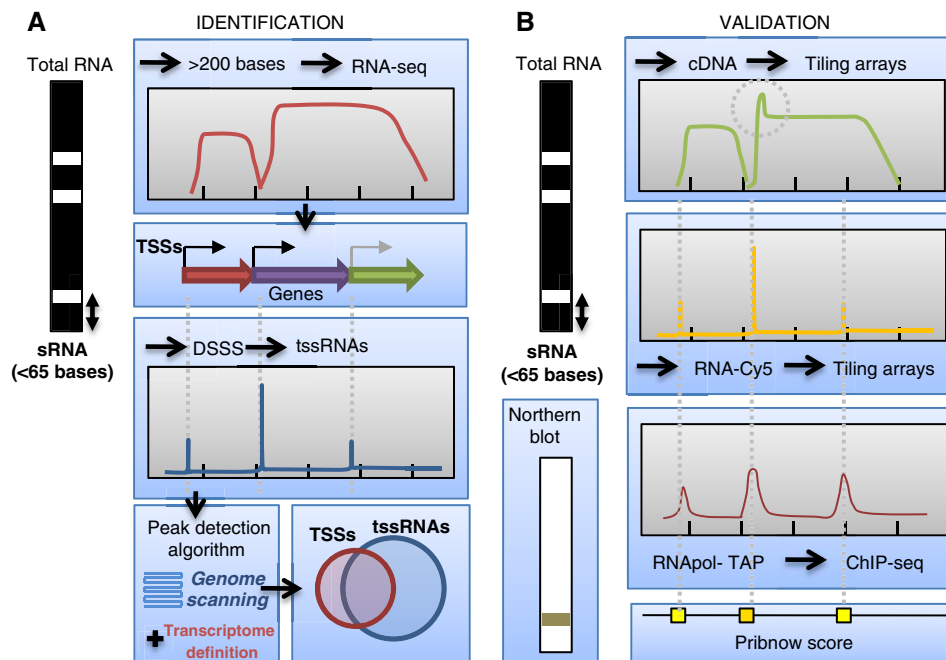 A
IDENTIFICATION
Total RNA
>200 bases
RNA-seq
TSSs
Genes
DSSS
tssRNAs
sRNA
(<65 bases)
Peak detection
algorithm
Genome
scanning
+ Transcriptome
definition
TSSs
tssRNAs
B
VALIDATION
Total RNA
cDNA
Tiling arrays
sRNA
(<65 bases)
RNA-Cy5
Tiling arrays
Northern
blot
RNApol- TAP
ChIP-seq
Pribnow score